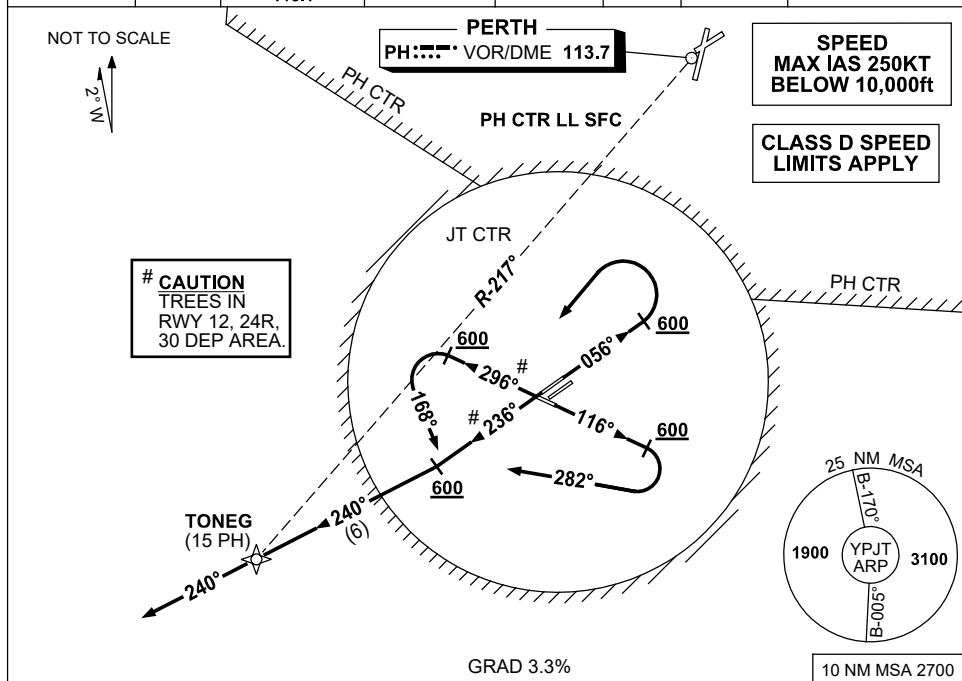 NOT TO SCALE
2° W
PH CTR
PERTH
PH VOR/DME 113.7
SPEED
MAX IAS 250KT
BELOW 10,000ft
PH CTR LL SFC
CLASS D SPEED
LIMITS APPLY
JT CTR
R-217°
# CAUTION
TREES IN
RWY 12, 24R,
30 DEP AREA.
PH CTR
600
056°
600
296°
#
168°
#
236°
116°
600
282°
600
240°
(6)
TONEG
(15 PH)
240°
25 NM MSA
B-170°
1900
YPJT
ARP
3100
B-005°
GRAD 3.3%
10 NM MSA 2700